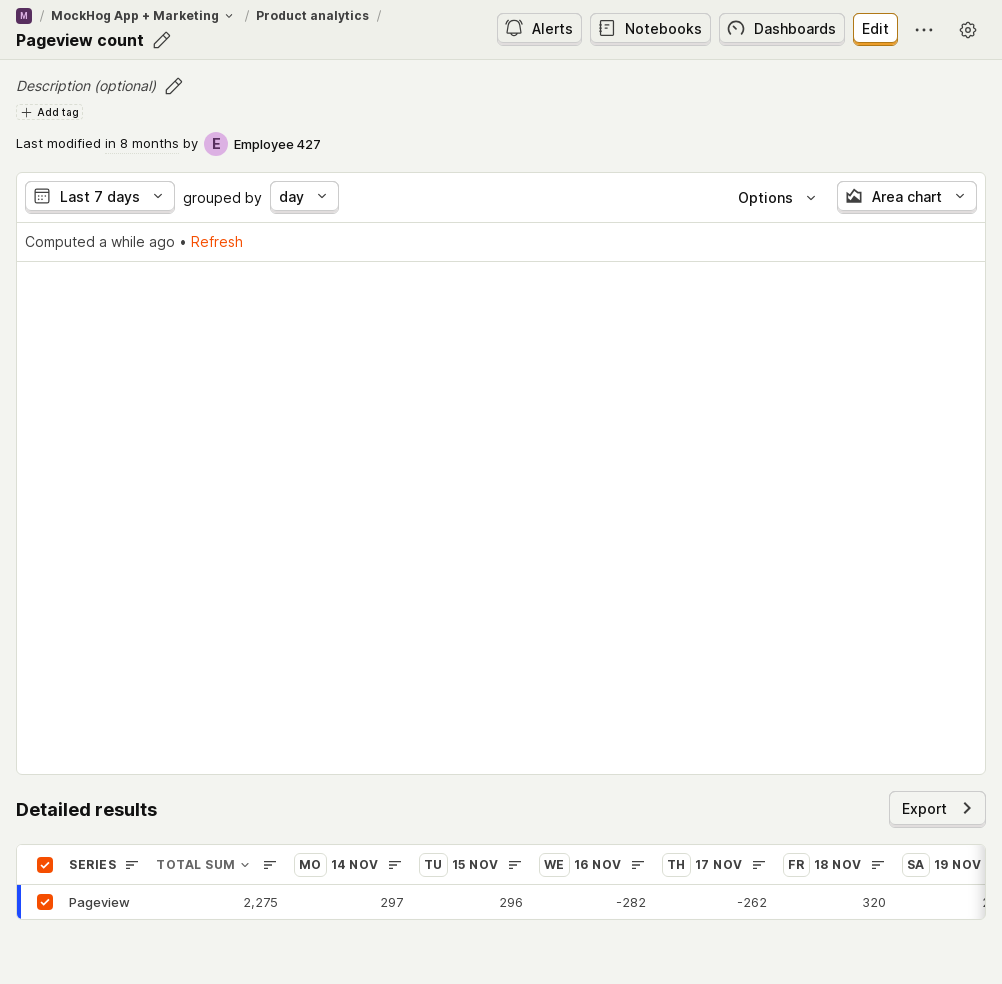 M / MockHog App + Marketing / Product analytics /
Pageview count
Alerts Notebooks Dashboards Edit
Description (optional)
Add tag
Last modified in 8 months by E Employee 427
Last 7 days grouped by day Options Area chart
Computed a while ago • Refresh
Detailed results
Export
SERIES TOTAL SUM MO 14 NOV TU 15 NOV WE 16 NOV TH 17 NOV FR 18 NOV SA 19 NOV
Pageview 2,275 297 296 -282 -262 320